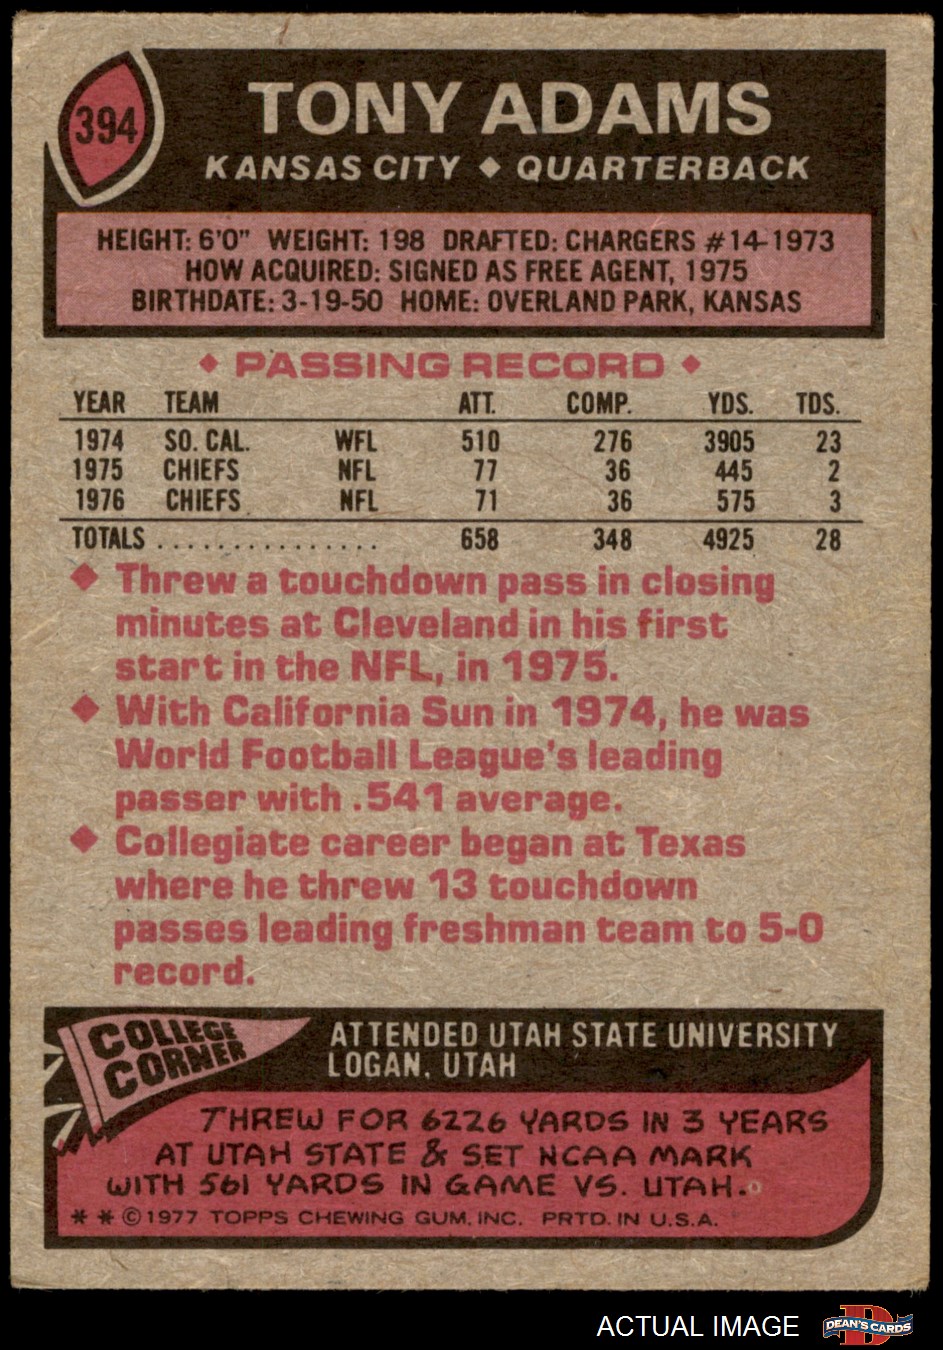 394
TONY ADAMS
KANSAS CITY ◆ QUARTERBACK
HEIGHT: 6'0" WEIGHT: 198 DRAFTED: CHARGERS #14-1973
HOW ACQUIRED: SIGNED AS FREE AGENT, 1975
BIRTHDATE: 3-19-50 HOME: OVERLAND PARK, KANSAS
◆ PASSING RECORD ◆
YEAR TEAM ATT. COMP. YDS. TDS.
1974 SO. CAL. WFL 510 276 3905 23
1975 CHIEFS NFL 77 36 445 2
1976 CHIEFS NFL 71 36 575 3
TOTALS ................ 658 348 4925 28
◆ Threw a touchdown pass in closing
minutes at Cleveland in his first
start in the NFL, in 1975.
◆ With California Sun in 1974, he was
World Football League's leading
passer with .541 average.
◆ Collegiate career began at Texas
where he threw 13 touchdown
passes leading freshman team to 5-0
record.
COLLEGE
CORNER
ATTENDED UTAH STATE UNIVERSITY
LOGAN, UTAH
THREW FOR 6226 YARDS IN 3 YEARS
AT UTAH STATE & SET NCAA MARK
WITH 561 YARDS IN GAME VS. UTAH.
* * © 1977 TOPPS CHEWING GUM, INC. PRTD. IN U.S.A.
ACTUAL IMAGE
D
DEAN'S CARDS